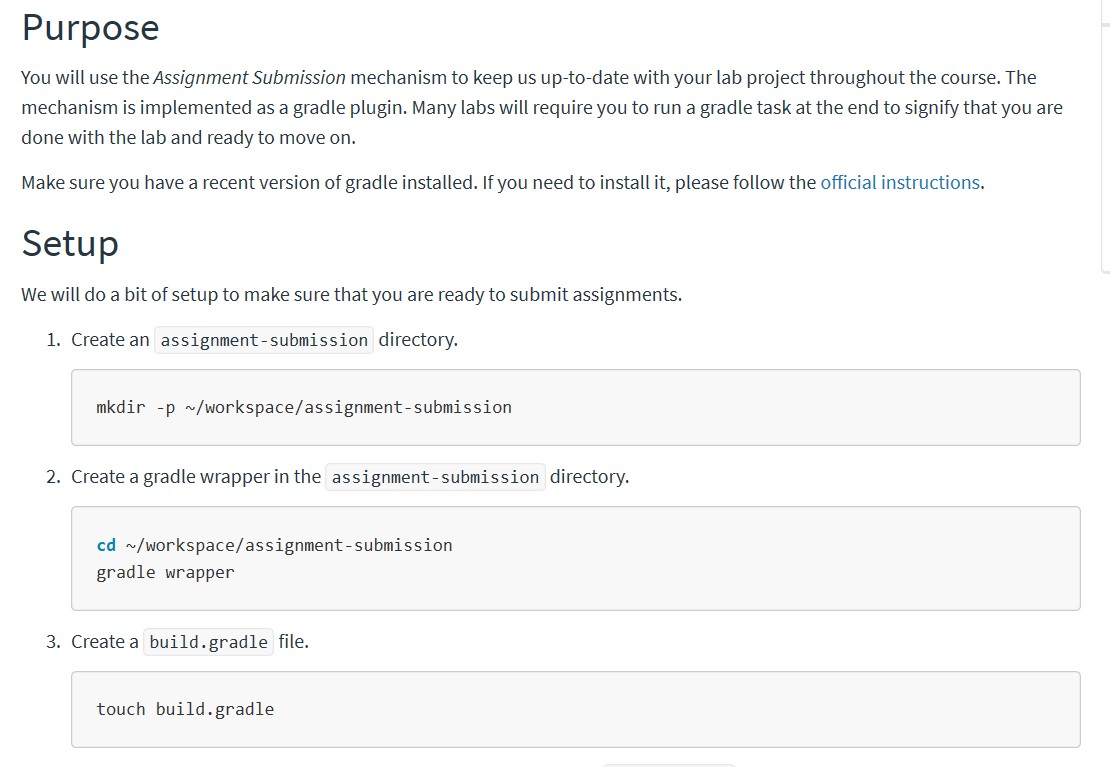 Purpose
You will use the Assignment Submission mechanism to keep us up-to-date with your lab project throughout the course. The
mechanism is implemented as a gradle plugin. Many labs will require you to run a gradle task at the end to signify that you are
done with the lab and ready to move on.
Make sure you have a recent version of gradle installed. If you need to install it, please follow the official instructions.
Setup
We will do a bit of setup to make sure that you are ready to submit assignments.
1. Create an assignment-submission directory.
mkdir -p ~/workspace/assignment-submission
2. Create a gradle wrapper in the assignment-submission directory.
cd ~/workspace/assignment-submission
gradle wrapper
3. Create a build.gradle file.
touch build.gradle